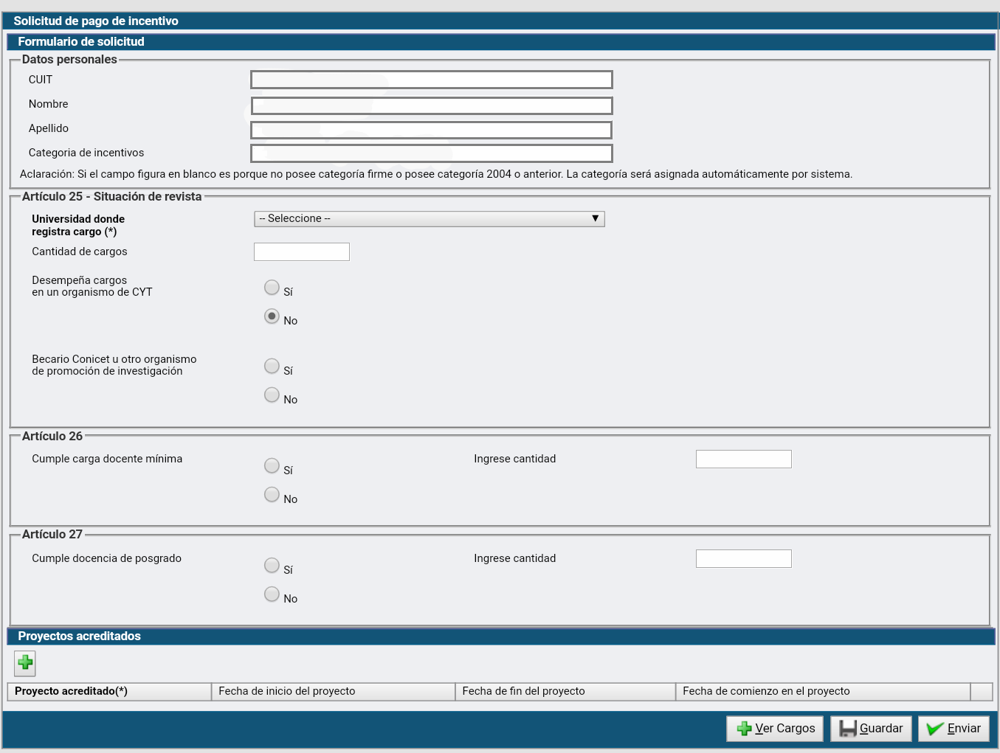 Solicitud de pago de incentivo
Formulario de solicitud
Datos personales
CUIT
Nombre
Apellido
Categoria de incentivos
Aclaración: Si el campo figura en blanco es porque no posee categoría firme o posee categoría 2004 o anterior. La categoría será asignada automáticamente por sistema.
Artículo 25 - Situación de revista
Universidad donde
registra cargo (*)
-- Seleccione --
Cantidad de cargos
Desempeña cargos
en un organismo de CYT
Sí
No
Becario Conicet u otro organismo
de promoción de investigación
Sí
No
Artículo 26
Cumple carga docente mínima
Sí
No
Ingrese cantidad
Artículo 27
Cumple docencia de posgrado
Sí
No
Ingrese cantidad
Proyectos acreditados
Proyecto acreditado(*) Fecha de inicio del proyecto Fecha de fin del proyecto Fecha de comienzo en el proyecto
Ver Cargos Guardar Enviar